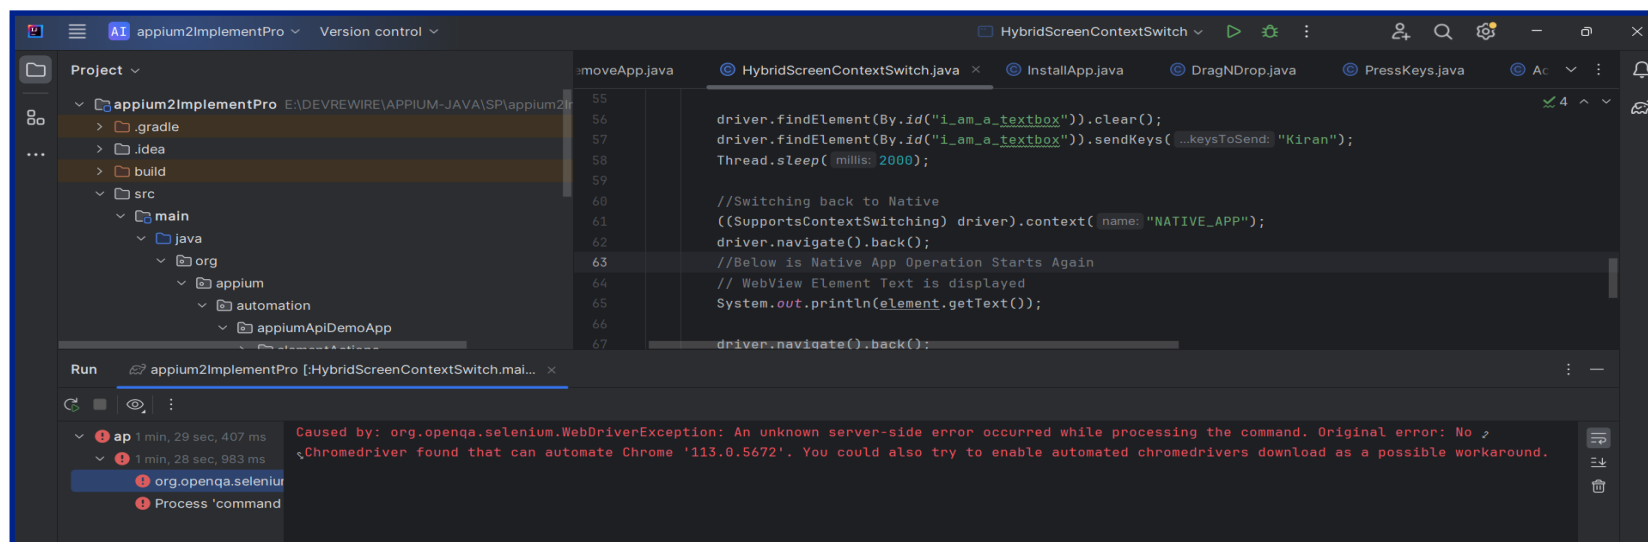 AI appium2ImplementPro Version control HybridScreenContextSwitch
Project
emoveApp.java HybridScreenContextSwitch.java InstallApp.java DragNDrop.java PressKeys.java Ac
appium2ImplementPro E:\DEVREWIRE\APPIUM-JAVA\SP\appium2I
.gradle
.idea
build
src
main
java
org
appium
automation
appiumApiDemoApp
elementActions
4
55
56 driver.findElement(By.id("i_am_a_textbox")).clear();
57 driver.findElement(By.id("i_am_a_textbox")).sendKeys( ...keysToSend: "Kiran");
58 Thread.sleep( millis: 2000);
59
60 //Switching back to Native
61 ((SupportsContextSwitching) driver).context( name: "NATIVE_APP");
62 driver.navigate().back();
63 //Below is Native App Operation Starts Again
64 // WebView Element Text is displayed
65 System.out.println(element.getText());
66
67 driver.navigate().back();
Run appium2ImplementPro [:HybridScreenContextSwitch.mai...
ap 1 min, 29 sec, 407 ms
1 min, 28 sec, 983 ms
org.openqa.seleniur
Process 'command
Caused by: org.openqa.selenium.WebDriverException: An unknown server-side error occurred while processing the command. Original error: No
Chromedriver found that can automate Chrome '113.0.5672'. You could also try to enable automated chromedrivers download as a possible workaround.